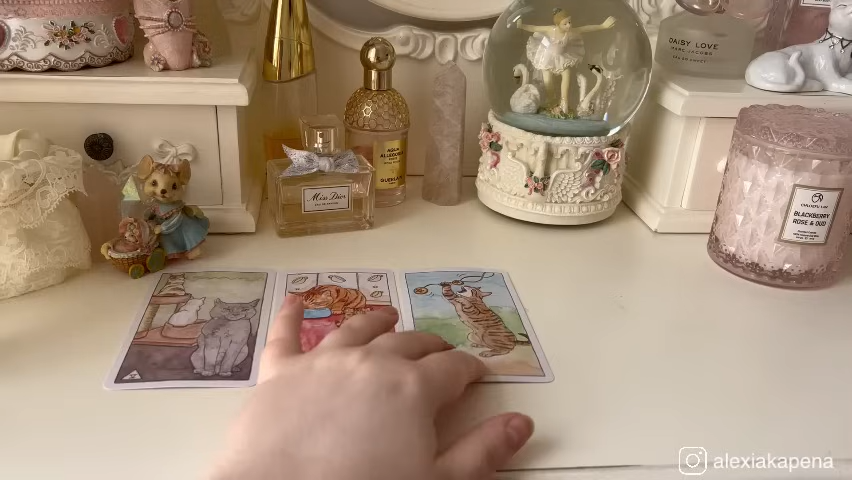 DAISY LOVE
MARC JACOBS
AQUA
ALLEGORIA
GUERLAIN
Miss Dior
BLACKBERRY
ROSE & OUD
alexiakapena